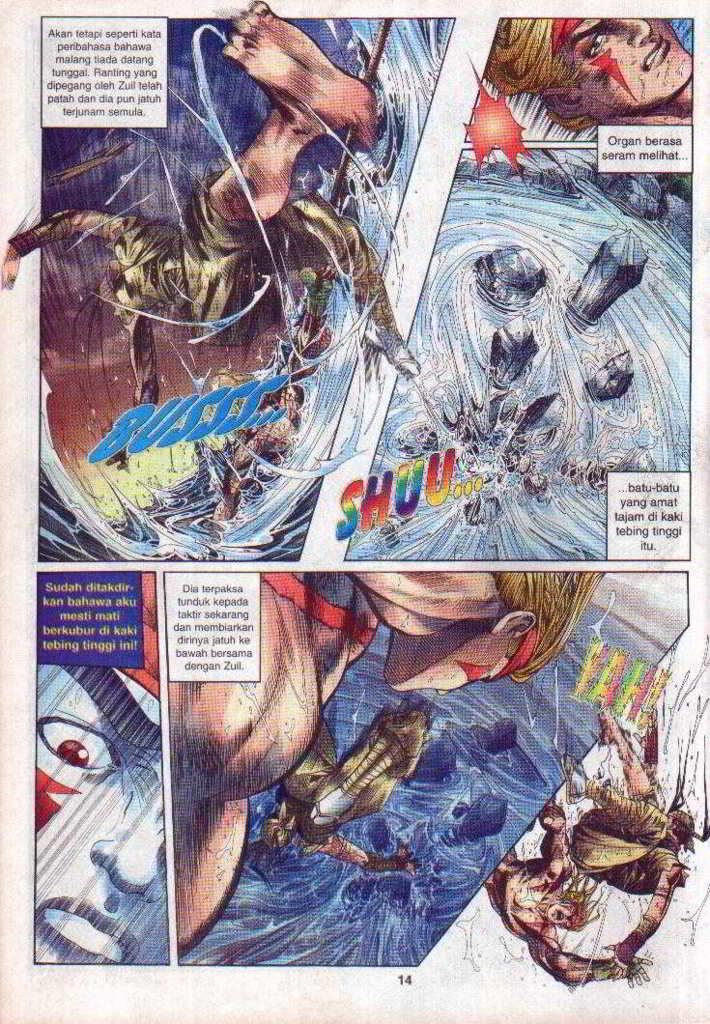 Akan tetapi seperti kata
peribahasa bahawa
malang tiada datang
tunggal. Ranting yang
dipegang oleh Zuil telah
patah dan dia pun jatuh
terjunam semula.
Organ berasa
seram melihat...
BUSSSS...
SHUU...
...batu-batu
yang amat
tajam di kaki
tebing tinggi
itu.
Sudah ditakdir-
kan bahawa aku
mesti mati
berkubur di kaki
tebing tinggi ini!
Dia terpaksa
tunduk kepada
taktir sekarang
dan membiarkan
dirinya jatuh ke
bawah bersama
dengan Zuil.
YAHH
14